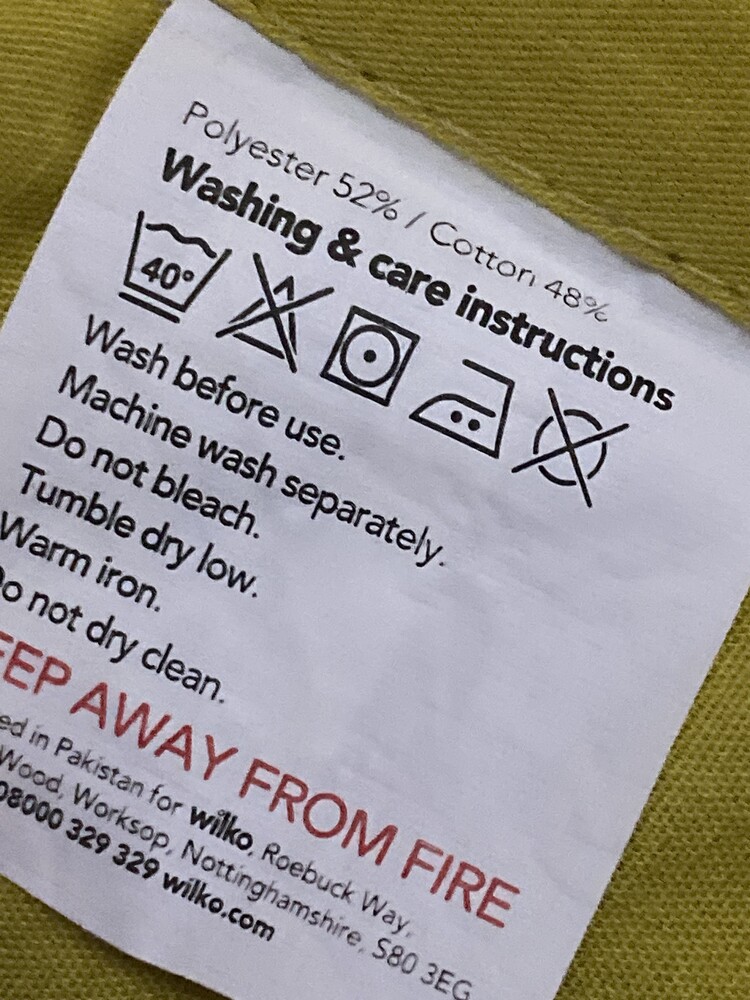 Polyester 52% / Cotton 48%
Washing & care instructions
40°
Wash before use.
Machine wash separately.
Do not bleach.
Tumble dry low.
Warm iron.
Do not dry clean.
EEP AWAY FROM FIRE
ed in Pakistan for wilko, Roebuck Way,
Wood, Worksop, Nottinghamshire, S80 3EG
08000 329 329 wilko.com